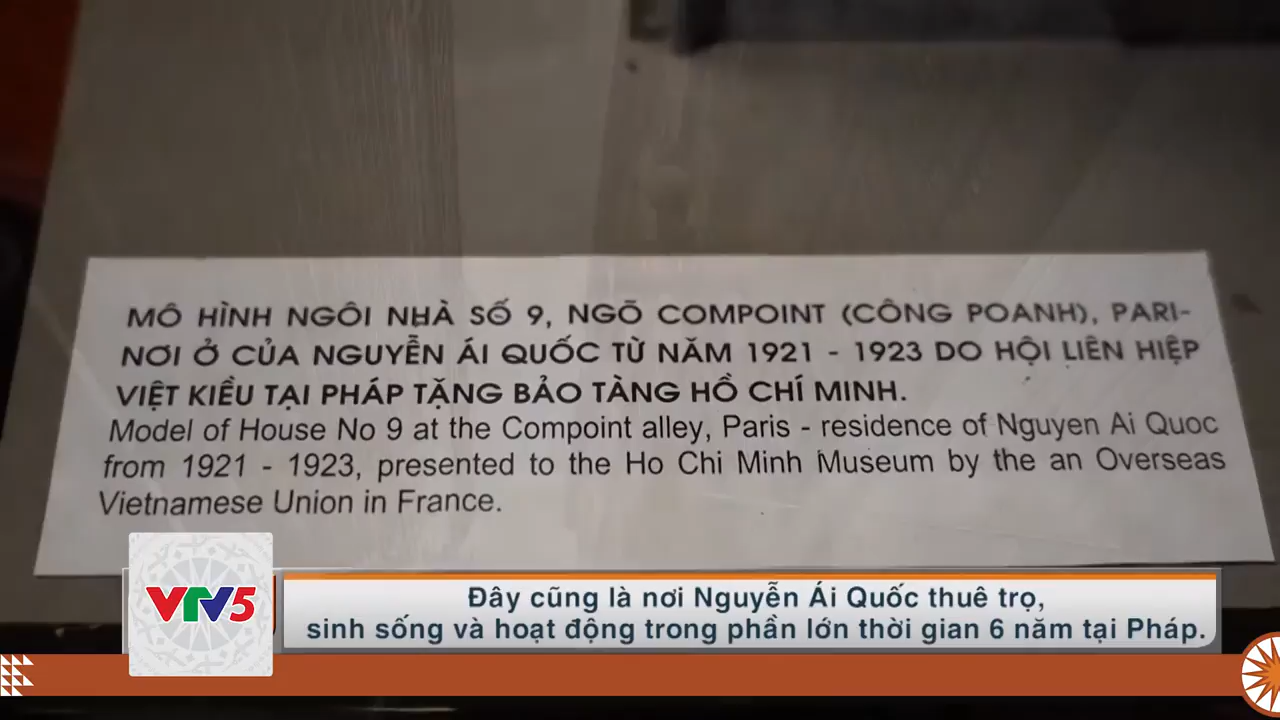 MÔ HÌNH NGÔI NHÀ SỐ 9, NGÕ COMPOINT (CÔNG POANH), PARI-
NƠI Ở CỦA NGUYỄN ÁI QUỐC TỪ NĂM 1921 - 1923 DO HỘI LIÊN HIỆP
VIỆT KIỀU TẠI PHÁP TẶNG BẢO TÀNG HỒ CHÍ MINH.
Model of House No 9 at the Compoint alley, Paris - residence of Nguyen Ai Quoc
from 1921 - 1923, presented to the Ho Chi Minh Museum by the an Overseas
Vietnamese Union in France.
VTV5
Đây cũng là nơi Nguyễn Ái Quốc thuê trọ,
sinh sống và hoạt động trong phần lớn thời gian 6 năm tại Pháp.